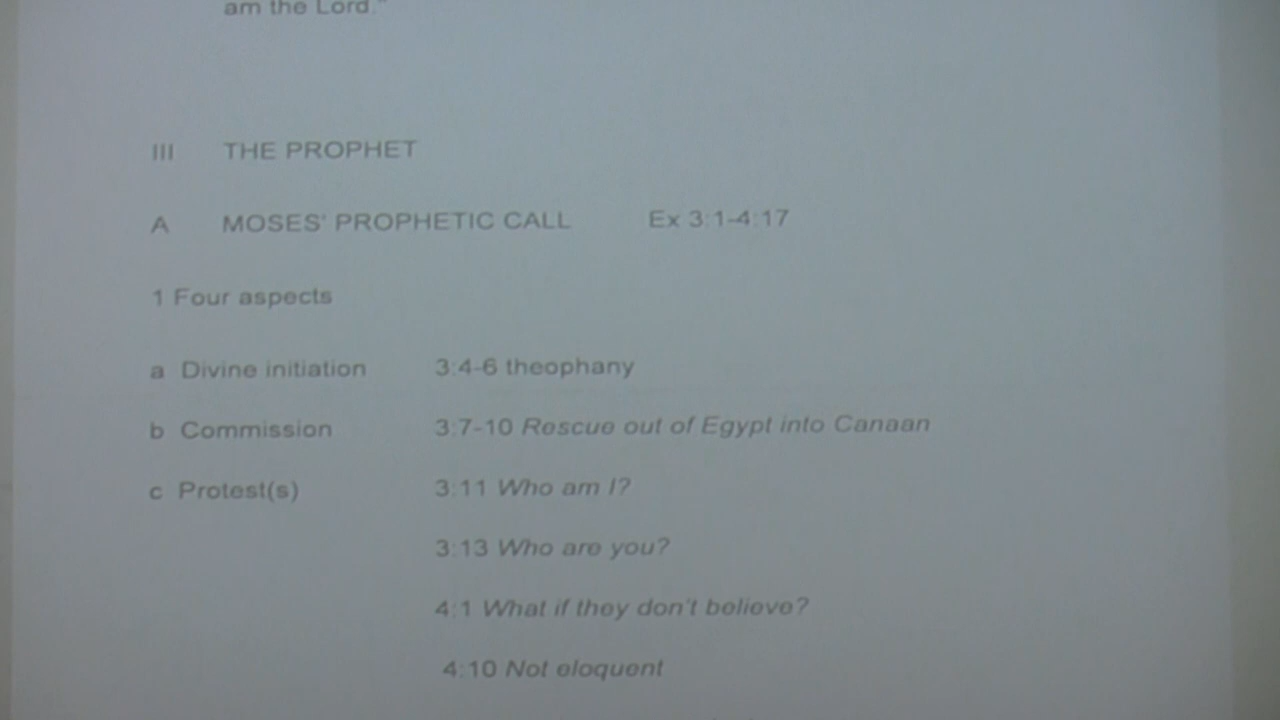 am the Lord."
III THE PROPHET
A MOSES' PROPHETIC CALL Ex 3:1-4:17
1 Four aspects
a Divine initiation 3:4-6 theophany
b Commission 3:7-10 Rescue out of Egypt into Canaan
c Protest(s) 3:11 Who am I?
3:13 Who are you?
4:1 What if they don't believe?
4:10 Not eloquent